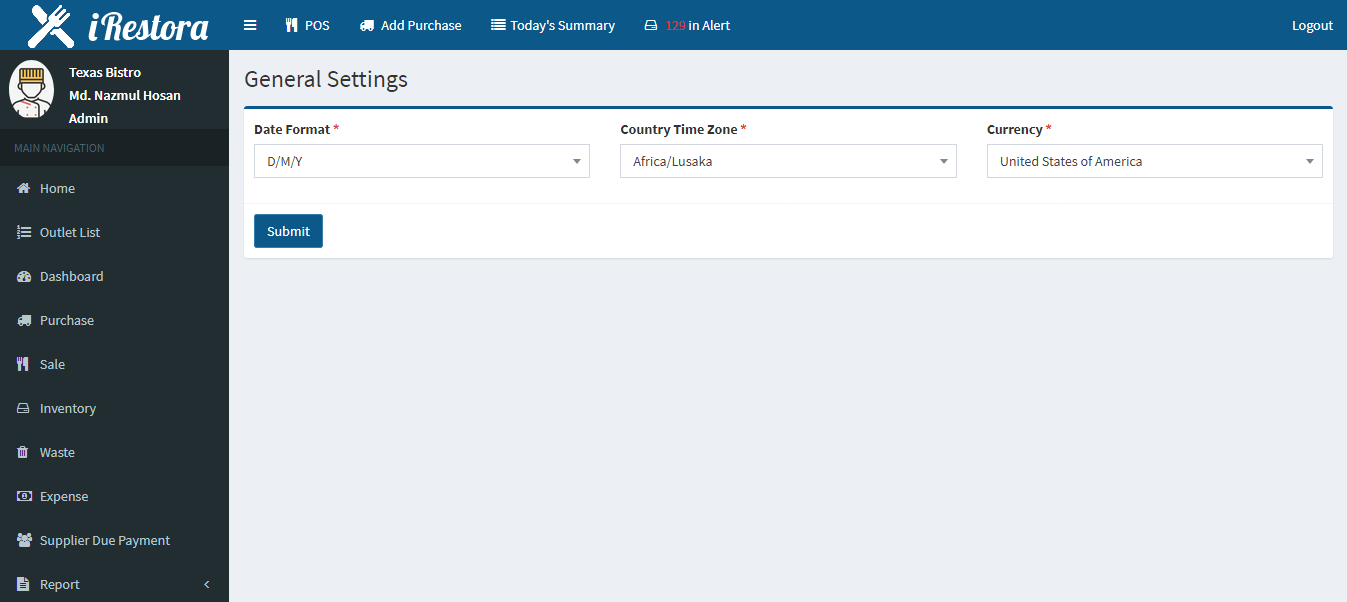 iRestora
POS
Add Purchase
Today's Summary
129 in Alert
Logout
Texas Bistro
Md. Nazmul Hosan
Admin
MAIN NAVIGATION
Home
Outlet List
Dashboard
Purchase
Sale
Inventory
Waste
Expense
Supplier Due Payment
Report
General Settings
Date Format *
D/M/Y
Country Time Zone *
Africa/Lusaka
Currency *
United States of America
Submit